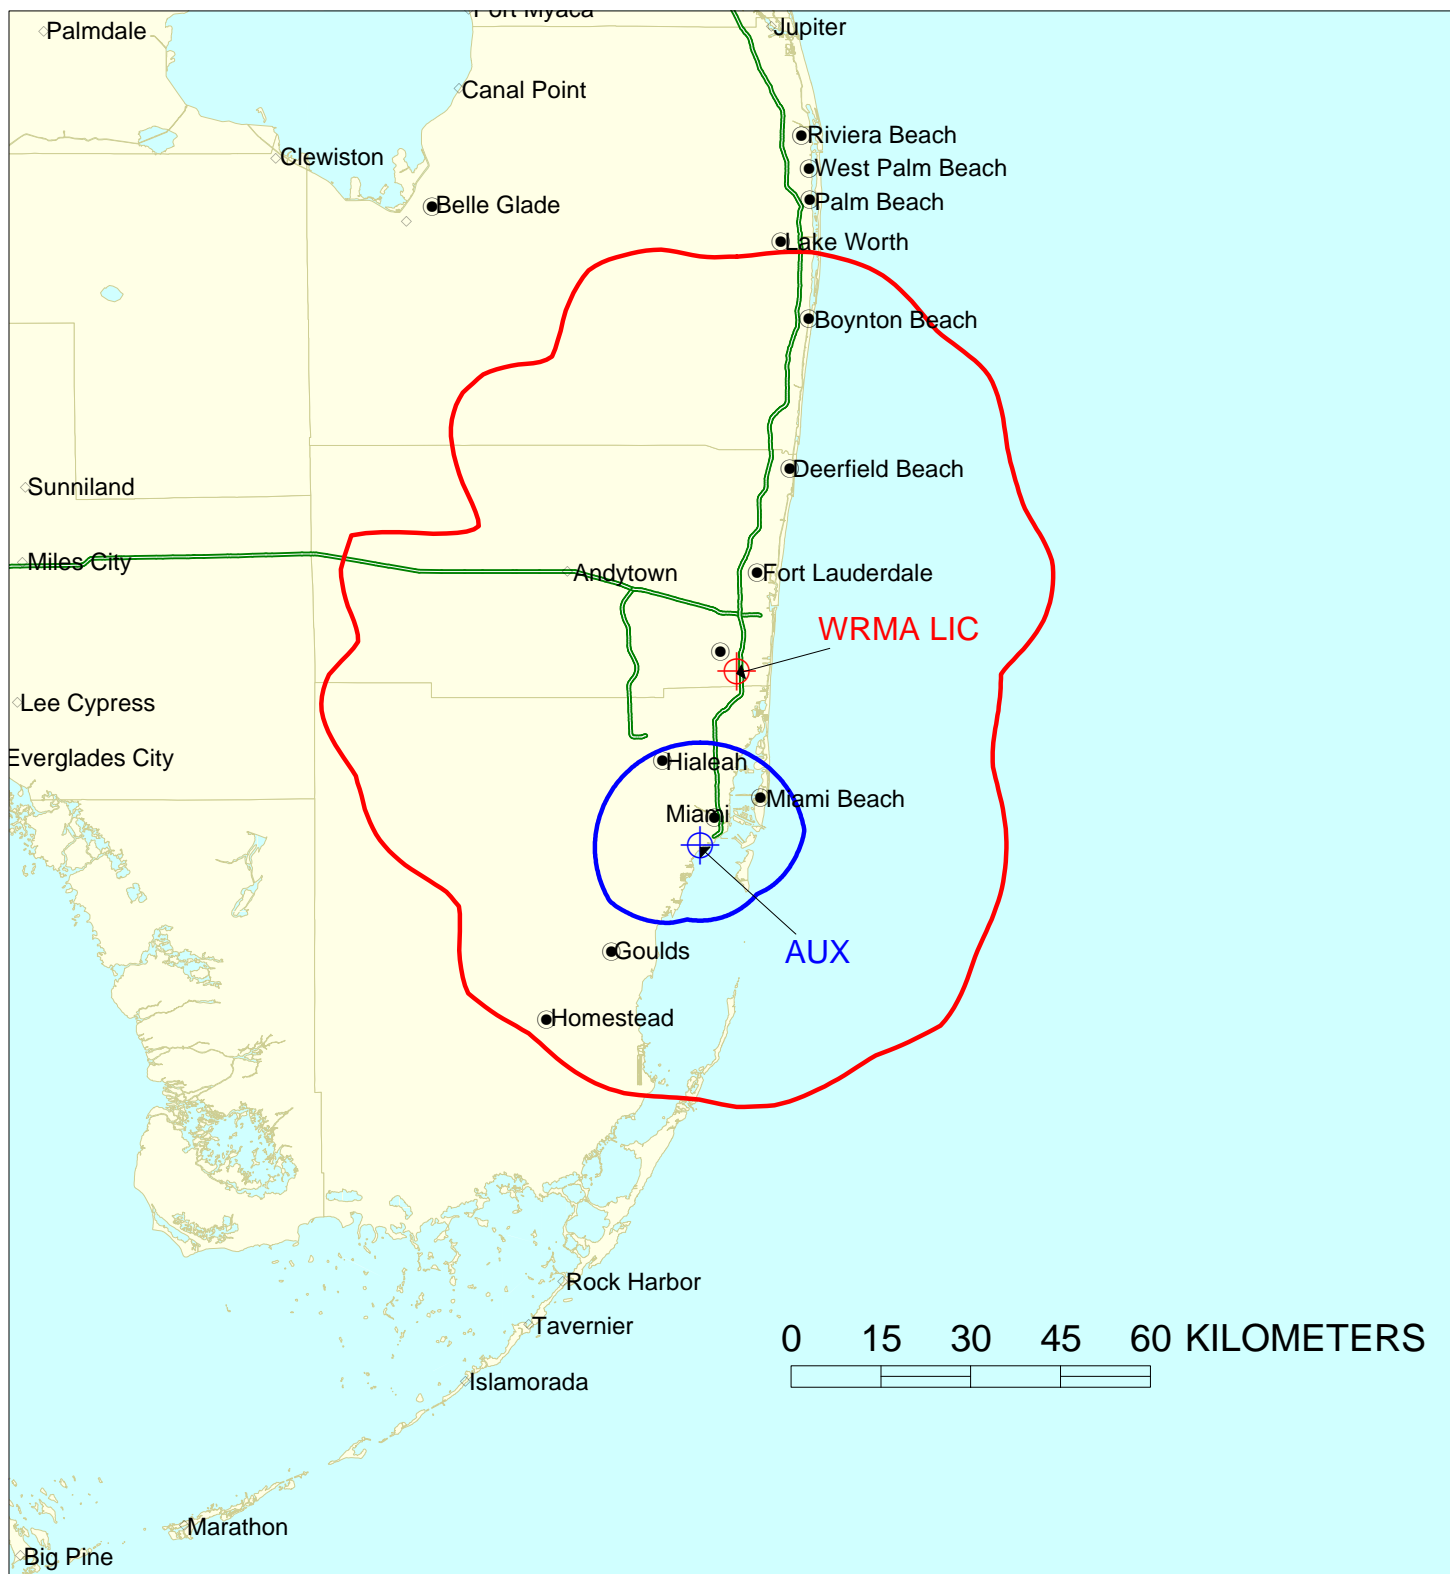 Fort Myaca
Palmdale
Jupiter
Canal Point
Riviera Beach
Clewiston
West Palm Beach
Belle Glade
Palm Beach
Lake Worth
Boynton Beach
Deerfield Beach
Sunniland
Miles City
Andytown
Fort Lauderdale
WRMA LIC
Lee Cypress
Everglades City
Hialeah
Miami Beach
Miami
Goulds
AUX
Homestead
Rock Harbor
Tavernier
0 15 30 45 60 KILOMETERS
Islamorada
Marathon
Big Pine